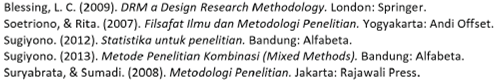 Blessing, L. C. (2009). DRM a Design Research Methodology. London: Springer.
Soetriono, & Rita. (2007). Filsafat Ilmu dan Metodologi Penelitian. Yogyakarta: Andi Offset.
Sugiyono. (2012). Statistika untuk penelitian. Bandung: Alfabeta.
Sugiyono. (2013). Metode Penelitian Kombinasi (Mixed Methods). Bandung: Alfabeta.
Suryabrata, & Sumadi. (2008). Metodologi Penelitian. Jakarta: Rajawali Press.